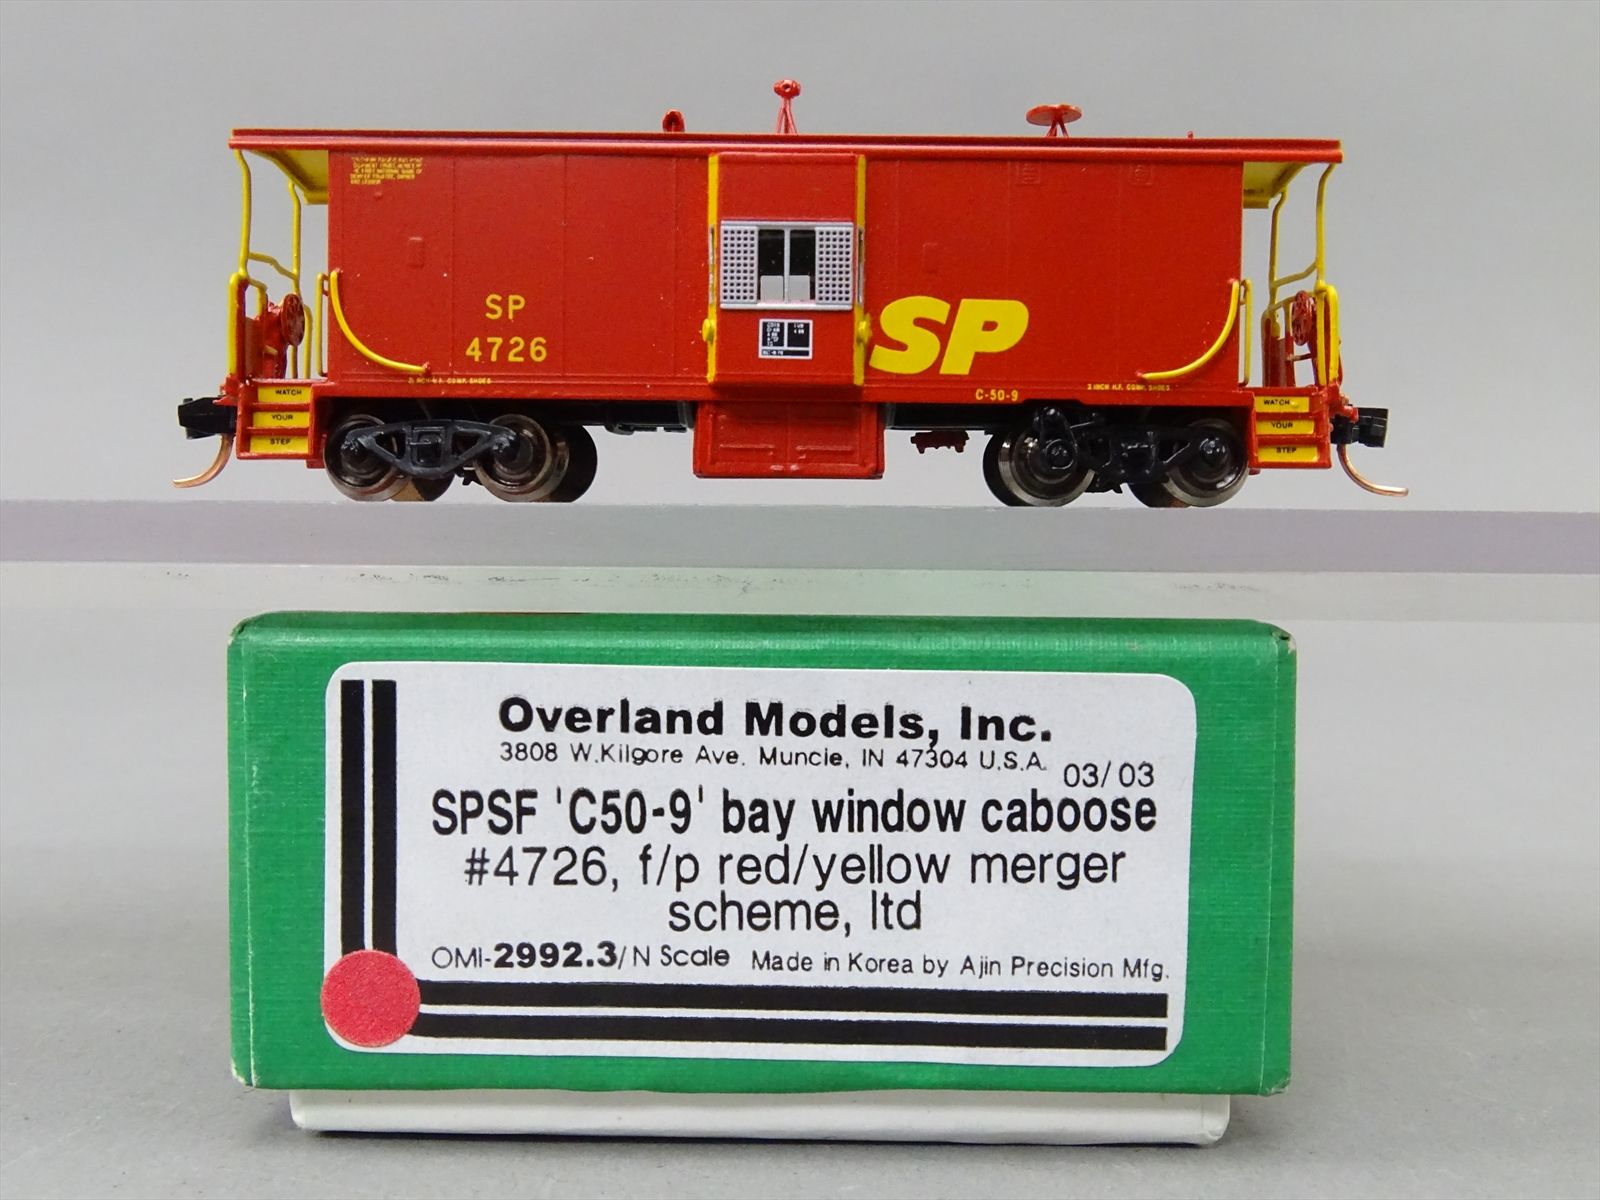 SP
4726
SP
C-50-9
WATCH
YOUR
STEP
WATCH
YOUR
STEP
Overland Models, Inc.
3808 W.Kilgore Ave. Muncie, IN 47304 U.S.A. 03/03
SPSF 'C50-9' bay window caboose
#4726, f/p red/yellow merger
scheme, ltd
OMI-2992.3/N Scale Made in Korea by Ajin Precision Mfg.